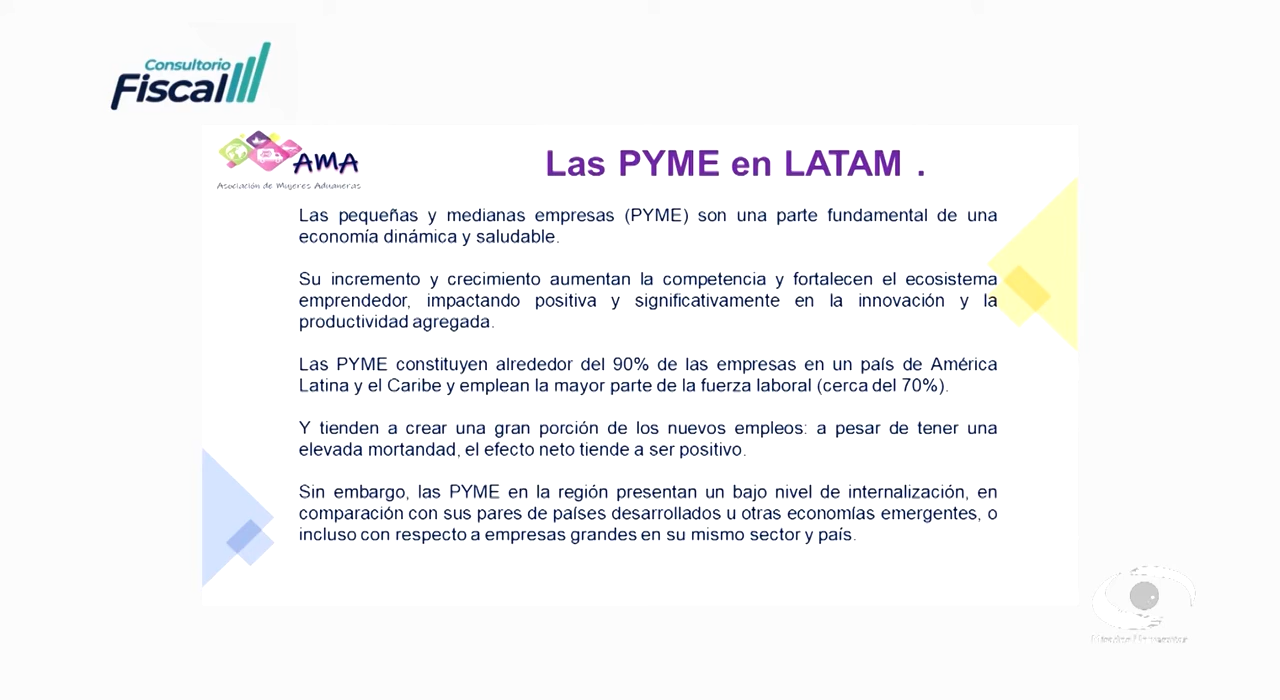 Consultorio
Fiscal
AMA
Asociación de Mujeres Aduaneras
Las PYME en LATAM .
Las pequeñas y medianas empresas (PYME) son una parte fundamental de una
economía dinámica y saludable.
Su incremento y crecimiento aumentan la competencia y fortalecen el ecosistema
emprendedor, impactando positiva y significativamente en la innovación y la
productividad agregada.
Las PYME constituyen alrededor del 90% de las empresas en un país de América
Latina y el Caribe y emplean la mayor parte de la fuerza laboral (cerca del 70%).
Y tienden a crear una gran porción de los nuevos empleos: a pesar de tener una
elevada mortandad, el efecto neto tiende a ser positivo.
Sin embargo, las PYME en la región presentan un bajo nivel de internalización, en
comparación con sus pares de países desarrollados u otras economías emergentes, o
incluso con respecto a empresas grandes en su mismo sector y país.